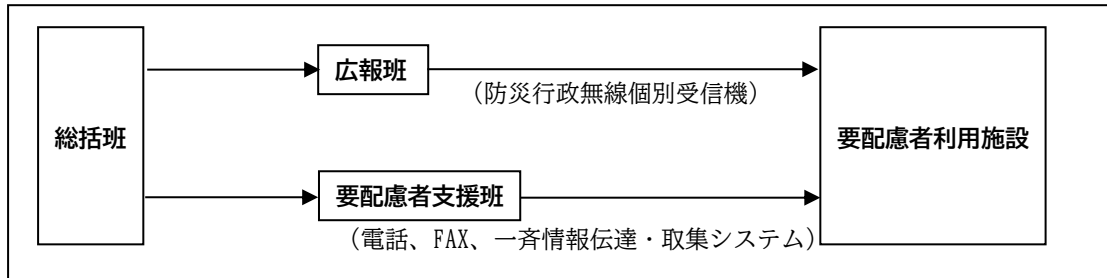 総括班
広報班
（防災行政無線個別受信機）
要配慮者支援班
（電話、FAX、一斉情報伝達・取集システム）
要配慮者利用施設